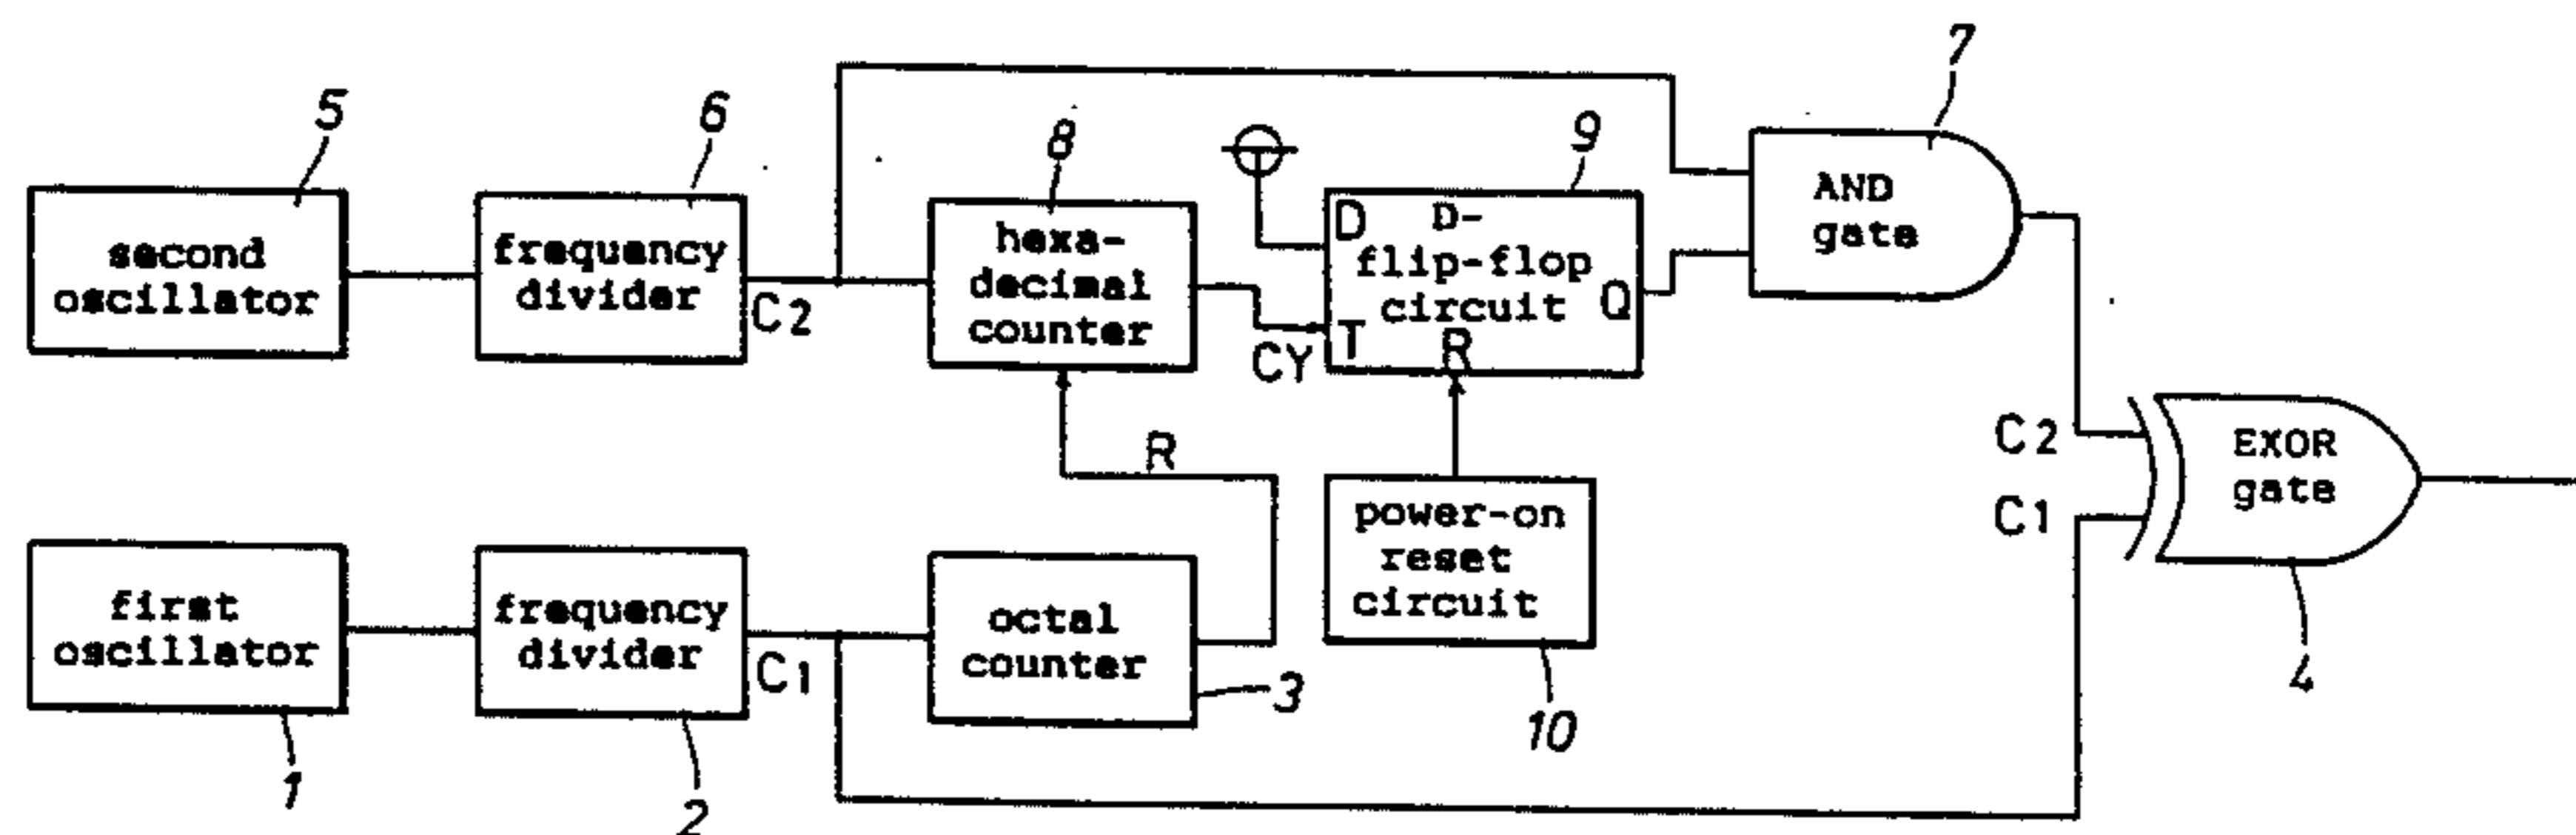 5
second
oscillator
6
frequency
divider
C2
8
hexa-
decimal
counter
CY
9
D
D-
flip-flop
circuit
T
R
Q
7
AND
gate
R
C2
C1
EXOR
gate
4
first
oscillator
1
frequency
divider
2
C1
octal
counter
3
power-on
reset
circuit
10